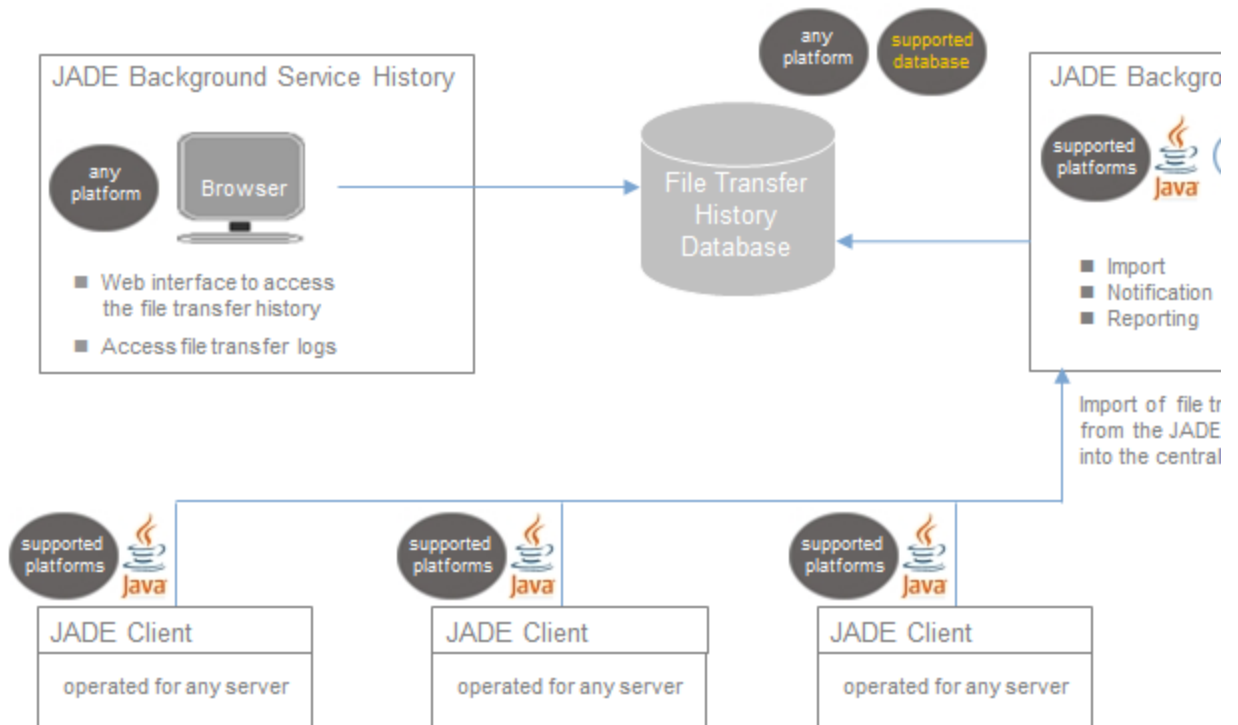 any
platform
supported
database
JADE Background Service History
any
platform
Browser
Web interface to access
the file transfer history
Access file transfer logs
File Transfer
History
Database
JADE Backgro
supported
platforms
Java
Import
Notification
Reporting
Import of file tr
from the JADE
into the central
supported
platforms
Java
supported
platforms
Java
supported
platforms
Java
JADE Client
operated for any server
JADE Client
operated for any server
JADE Client
operated for any server